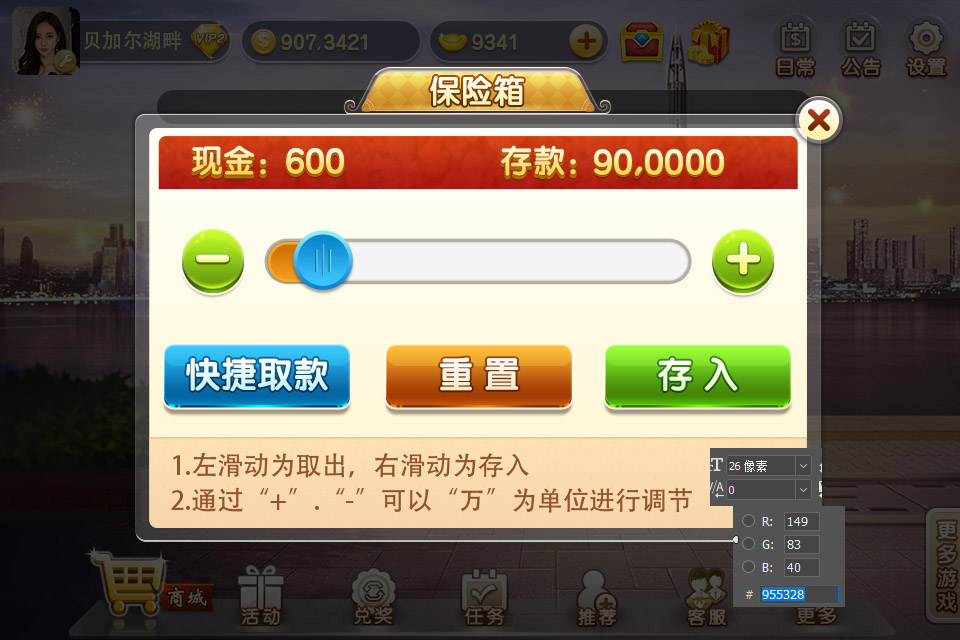 贝加尔湖畔 VIP2 907.3421 9341
日常 公告 设置
保险箱
现金：600 存款：90,0000
快捷取款 重置 存入
1.左滑动为取出，右滑动为存入
2.通过“+”.“-”可以“万”为单位进行调节
T 26 像素
V/A 0
R: 149
G: 83
B: 40
# 955328
更多游戏
商城 活动 兑奖 任务 推荐 客服 更多